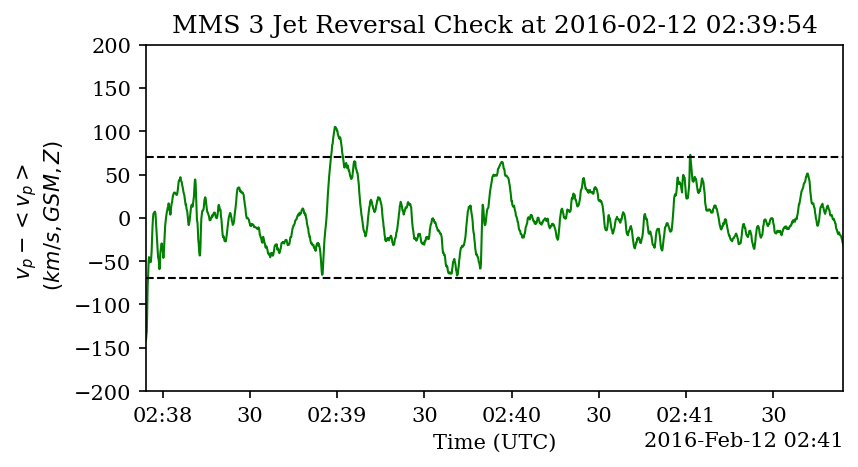 MMS 3 Jet Reversal Check at 2016-02-12 02:39:54
200
150
100
50
0
−50
−100
−150
−200
v_p − < v_p >
(km/s, GSM, Z)
02:38 30 02:39 30 02:40 30 02:41 30
Time (UTC) 2016-Feb-12 02:41